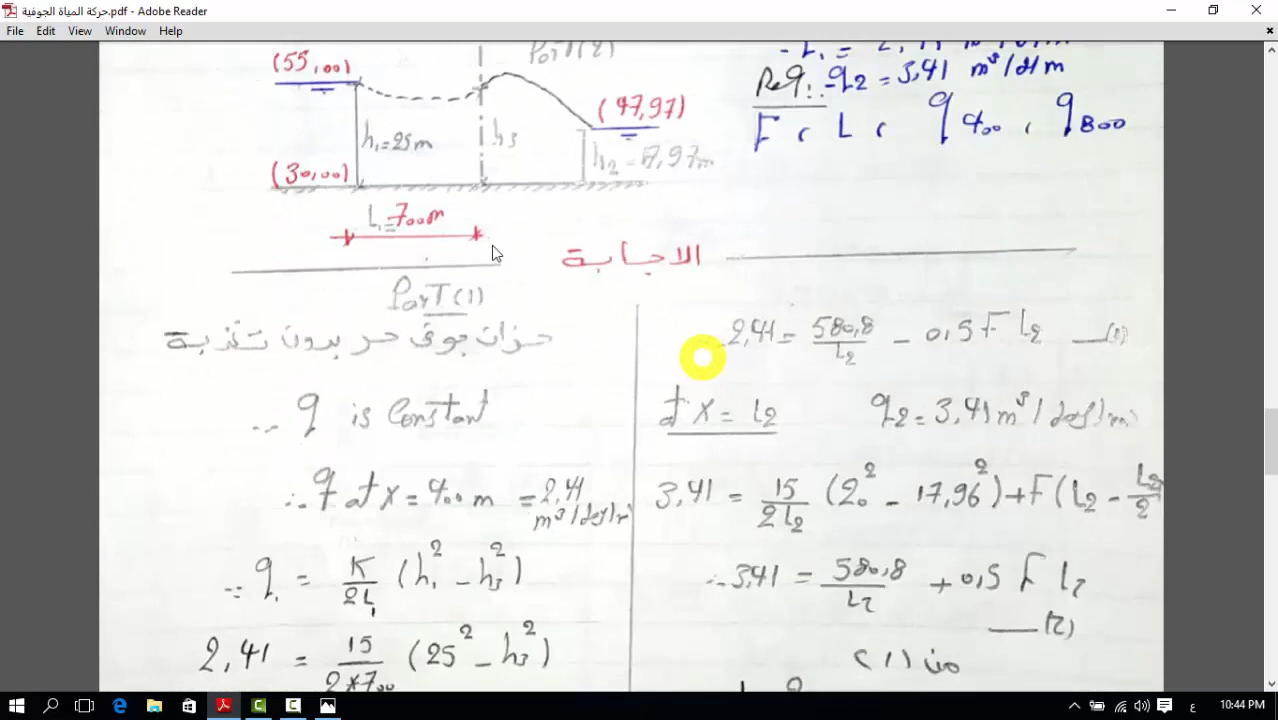 حركة المياة الجوفية.pdf - Adobe Reader
File Edit View Window Help
PorT(2)
(55,00)
(47,97)
h₁=25m
h3
h₂ = 17,97m
(30,00)
L₁=700m
Req: q2 = 3,41 m³/d/m
F , L , q 400 , q 800
الاجابة
ParT(1)
خزان جوفى حر بدون تغذية
∴ q is Constant
∴ q at x = 400 m = 2,41 m³/day/m
∵ q₁ = K/2L₁ (h₁² - h3²)
2,41 = 15/2*700 (25² - h3²)
2,41 = 580,8/L2 - 0,5 F L2 —(1)
at x = L2 q2 = 3,41 m³/day/m
3,41 = 15/2L2 (20² - 17,96²) + F (L2 - L2/2
∴ 3,41 = 580,8/L2 + 0,5 F L2
—(2)
من (1)
10:44 PM